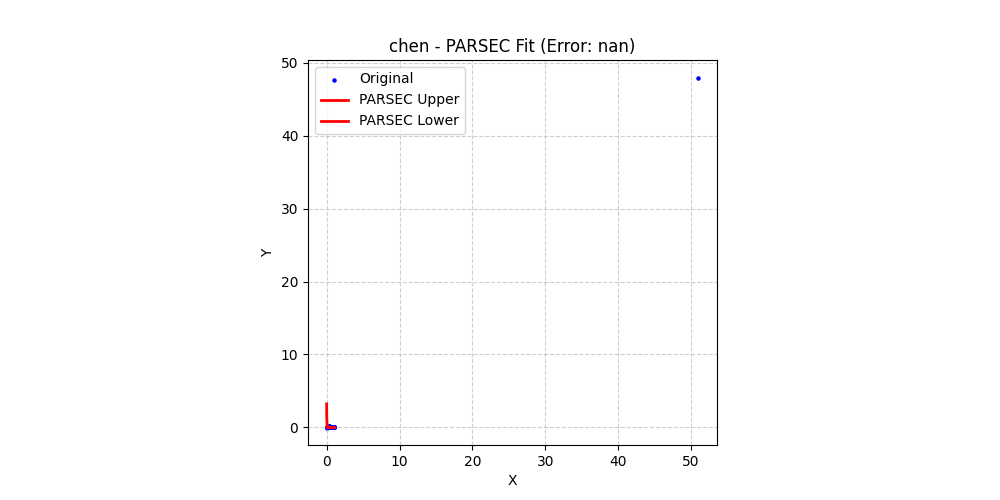 chen - PARSEC Fit (Error: nan)
Original
PARSEC Upper
PARSEC Lower
50
40
30
20
10
0
Y
0 10 20 30 40 50
X